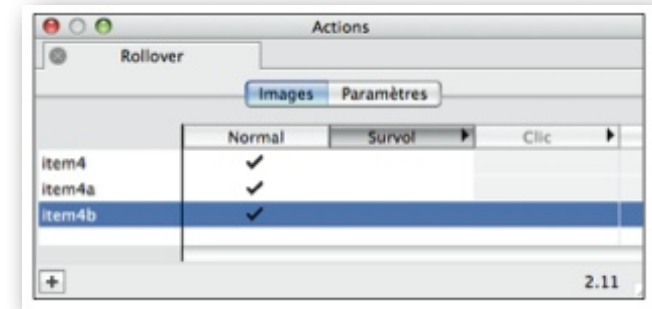 Actions
Rollover
Images Paramètres
Normal Survol Clic
item4
item4a
item4b
2.11